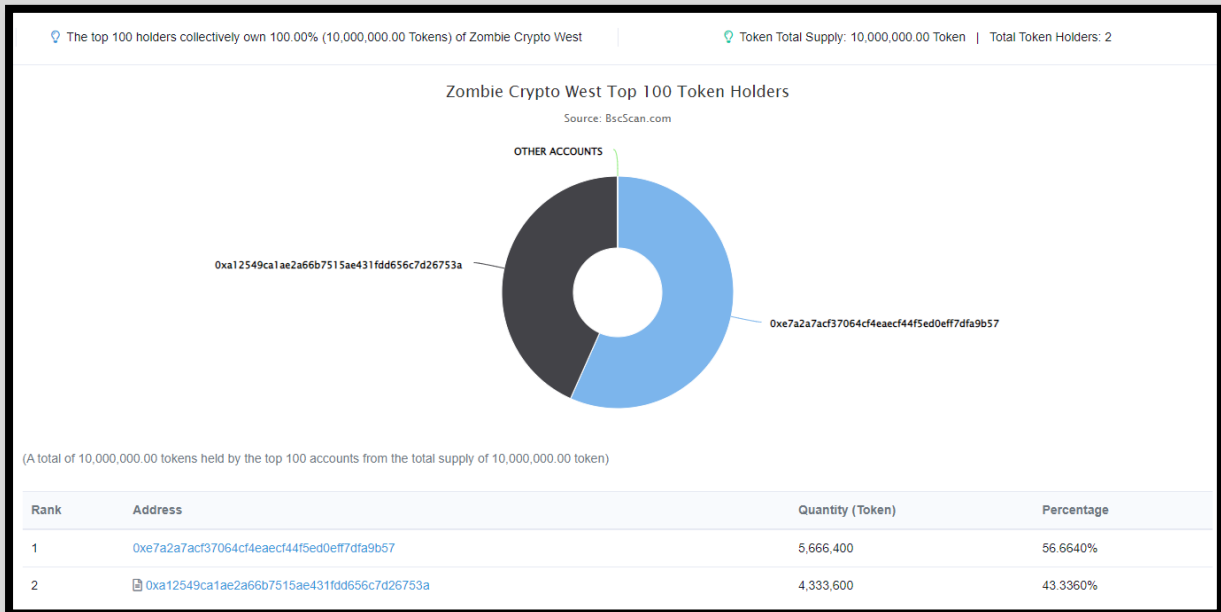 The top 100 holders collectively own 100.00% (10,000,000.00 Tokens) of Zombie Crypto West
Token Total Supply: 10,000,000.00 Token | Total Token Holders: 2
Zombie Crypto West Top 100 Token Holders
Source: BscScan.com
OTHER ACCOUNTS
0xa12549ca1ae2a66b7515ae431fdd656c7d26753a
0xe7a2a7acf37064cf4eaecf44f5ed0eff7dfa9b57
(A total of 10,000,000.00 tokens held by the top 100 accounts from the total supply of 10,000,000.00 token)
Rank Address Quantity (Token) Percentage
1 0xe7a2a7acf37064cf4eaecf44f5ed0eff7dfa9b57 5,666,400 56.6640%
2 0xa12549ca1ae2a66b7515ae431fdd656c7d26753a 4,333,600 43.3360%